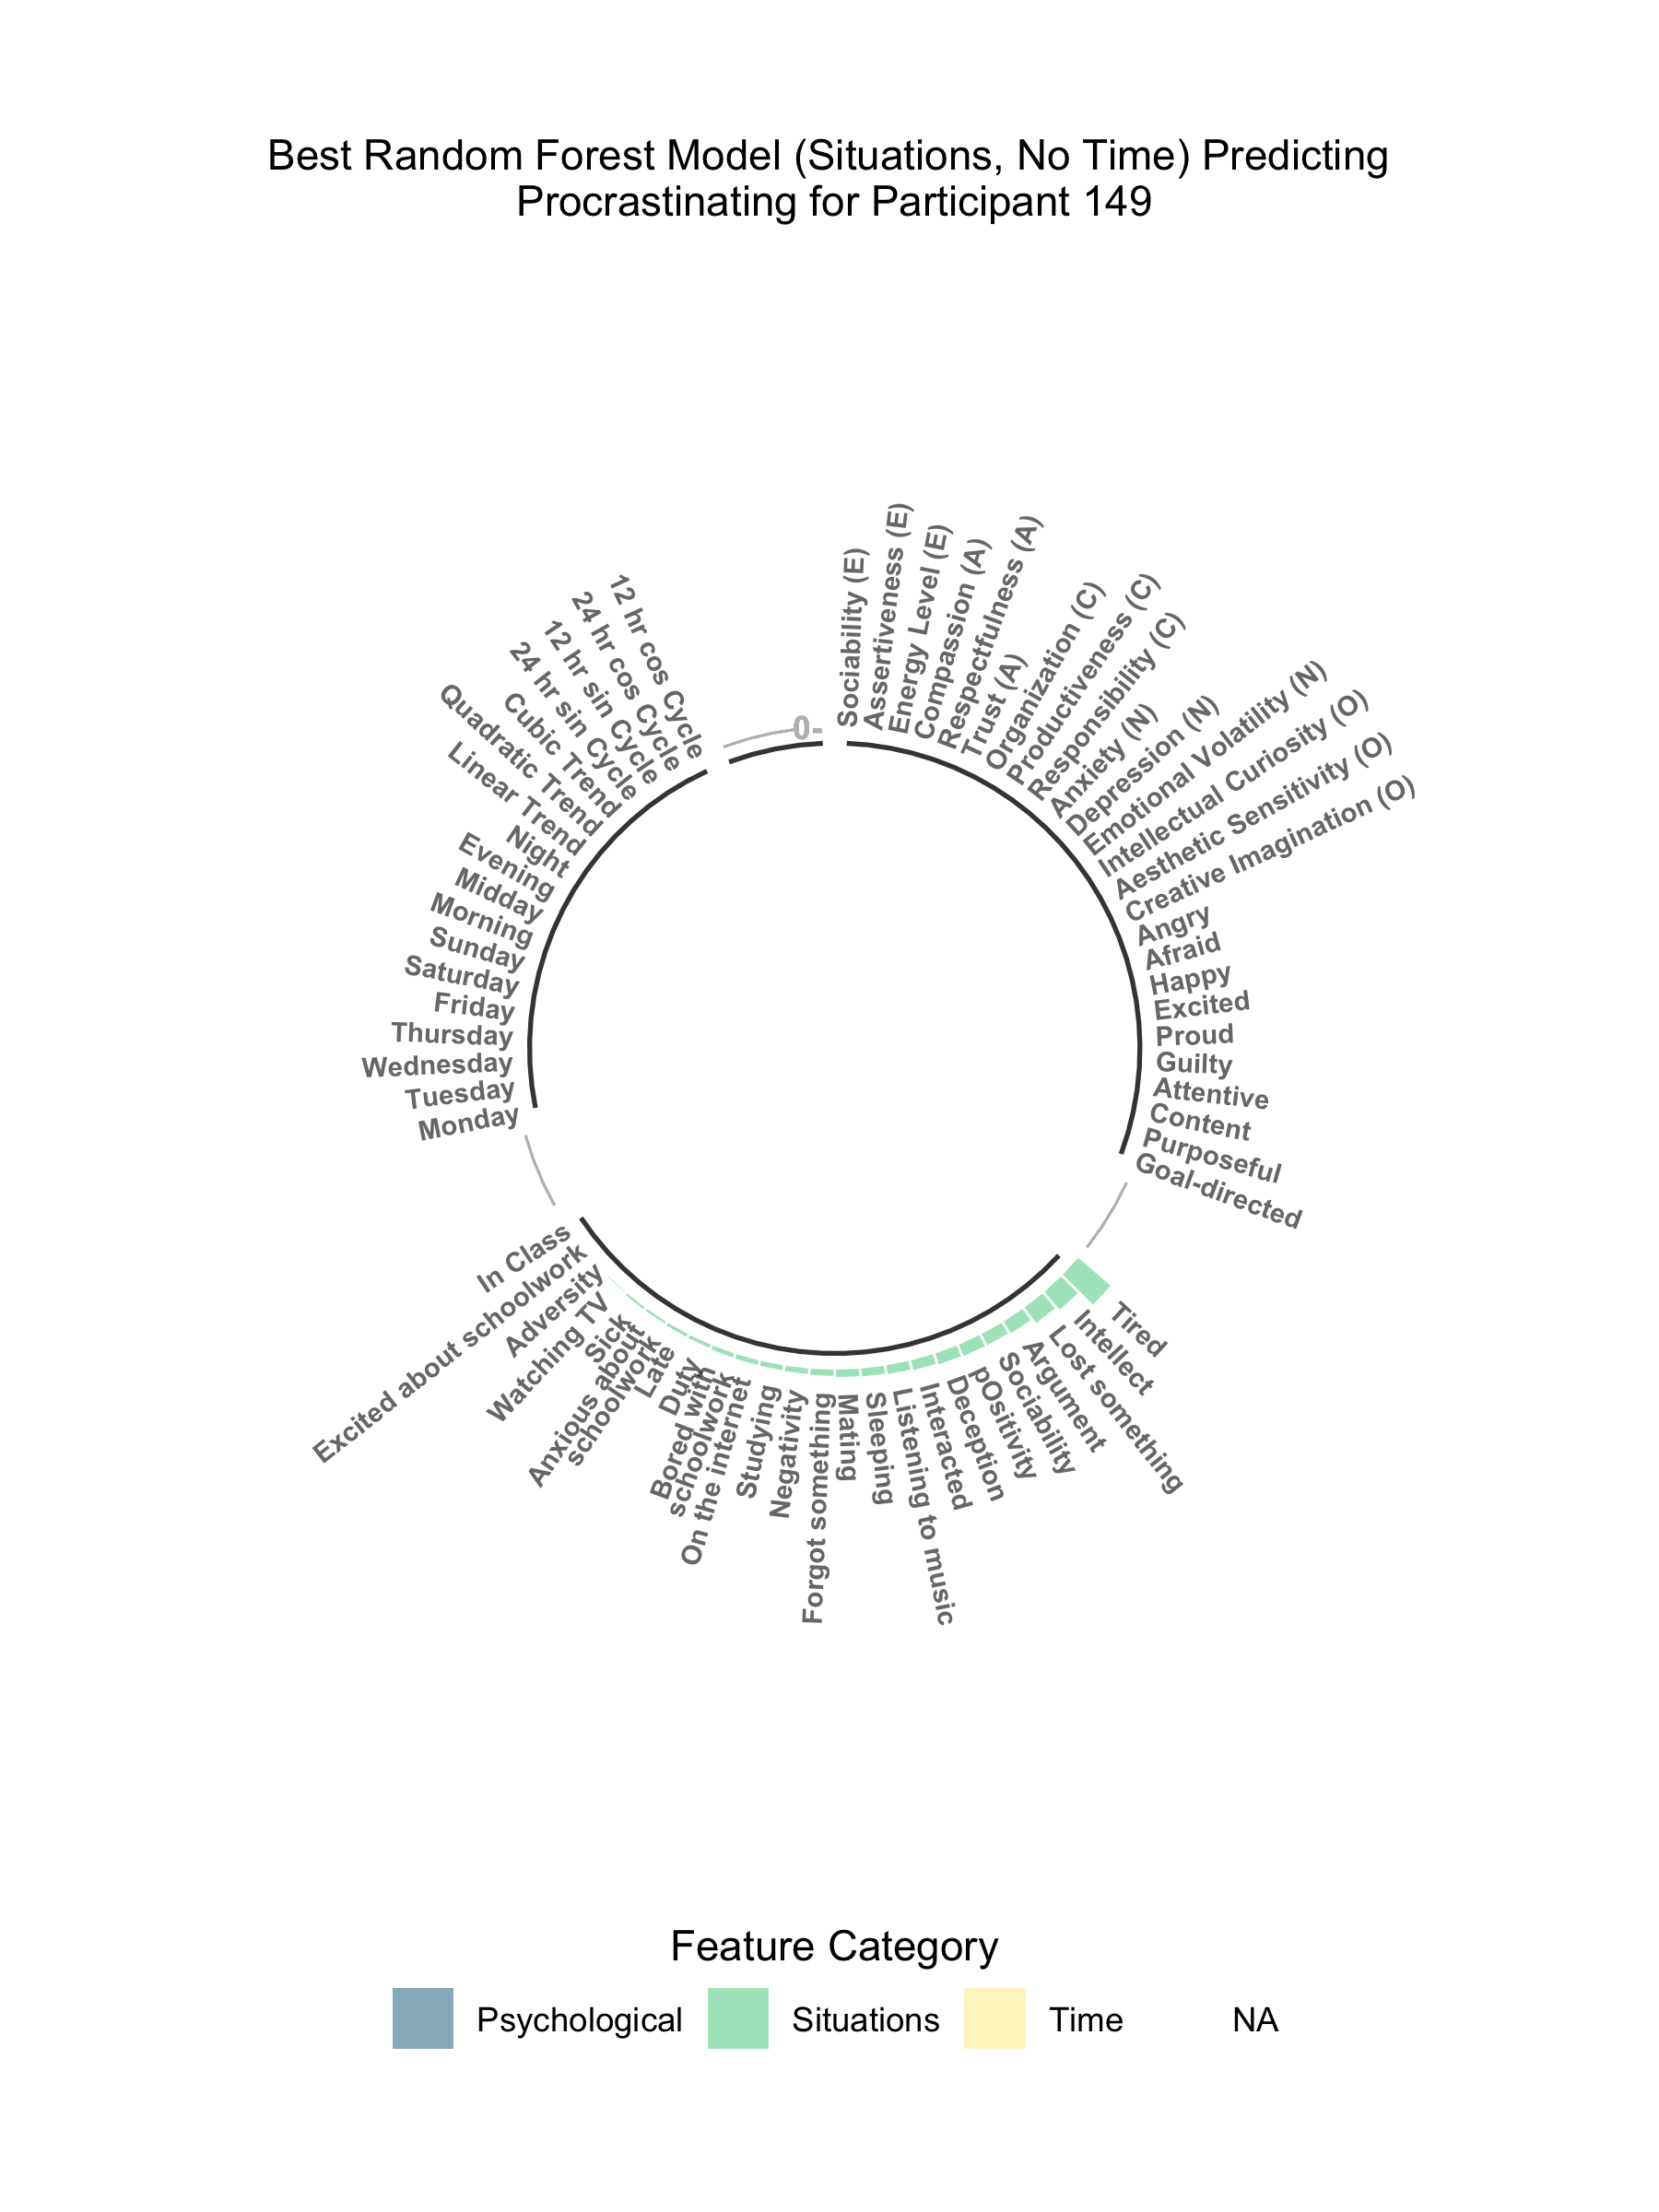 Best Random Forest Model (Situations, No Time) Predicting
Procrastinating for Participant 149
0-
Sociability (E)
Assertiveness (E)
Energy Level (E)
Compassion (A)
Respectfulness (A)
Trust (A)
Organization (C)
Productiveness (C)
Responsibility (C)
Anxiety (N)
Depression (N)
Emotional Volatility (N)
Intellectual Curiosity (O)
Aesthetic Sensitivity (O)
Creative Imagination (O)
Angry
Afraid
Happy
Excited
Proud
Guilty
Attentive
Content
Purposeful
Goal-directed
Tired
Intellect
Lost something
Argument
Sociability
pOsitivity
Deception
Interacted
Listening to music
Sleeping
Mating
Forgot something
Negativity
Studying
On the internet
Bored with
schoolwork
Duty
Late
Anxious about
schoolwork
Sick
Watching TV
Adversity
Excited about schoolwork
In Class
Monday
Tuesday
Wednesday
Thursday
Friday
Saturday
Sunday
Morning
Midday
Evening
Night
Linear Trend
Quadratic Trend
Cubic Trend
24 hr sin Cycle
12 hr sin Cycle
24 hr cos Cycle
12 hr cos Cycle
Feature Category
Psychological
Situations
Time
NA